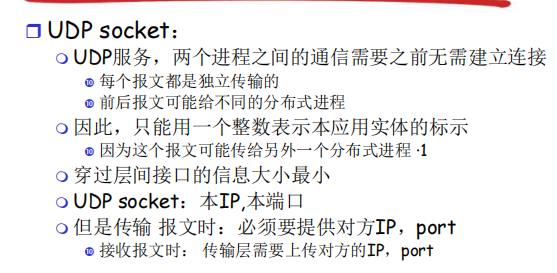 UDP socket：
UDP服务，两个进程之间的通信需要之前无需建立连接
每个报文都是独立传输的
前后报文可能给不同的分布式进程
因此，只能用一个整数表示本应用实体的标示
因为这个报文可能传给另外一个分布式进程 ·1
穿过层间接口的信息大小最小
UDP socket：本IP,本端口
但是传输 报文时：必须要提供对方IP，port
接收报文时： 传输层需要上传对方的IP，port